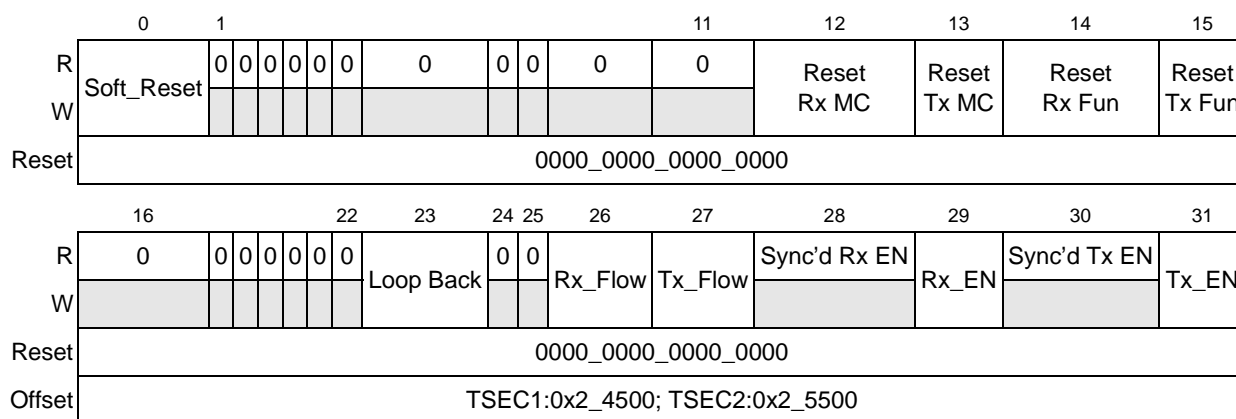 0 1 11 12 13 14 15
R Soft_Reset 0 0 0 0 0 0 0 0 0 0 0 Reset Rx MC Reset Tx MC Reset Rx Fun Reset Tx Fun
W
Reset 0000_0000_0000_0000
16 22 23 24 25 26 27 28 29 30 31
R 0 0 0 0 0 0 0 Loop Back 0 0 Rx_Flow Tx_Flow Sync’d Rx EN Rx_EN Sync’d Tx EN Tx_EN
W
Reset 0000_0000_0000_0000
Offset TSEC1:0x2_4500; TSEC2:0x2_5500